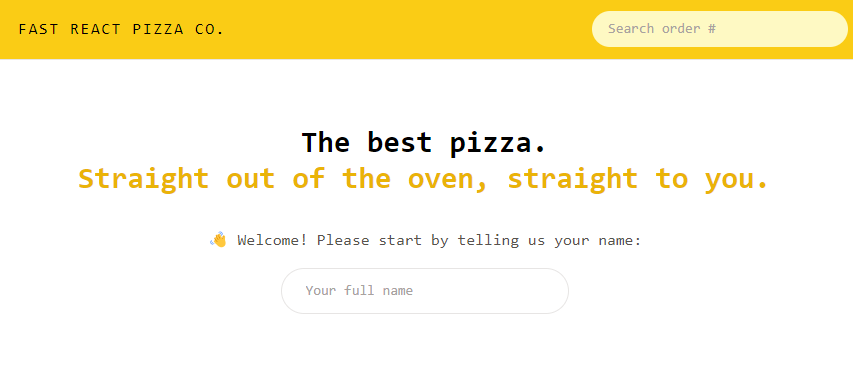 FAST REACT PIZZA CO.
Search order #
The best pizza.
Straight out of the oven, straight to you.
👋 Welcome! Please start by telling us your name:
Your full name